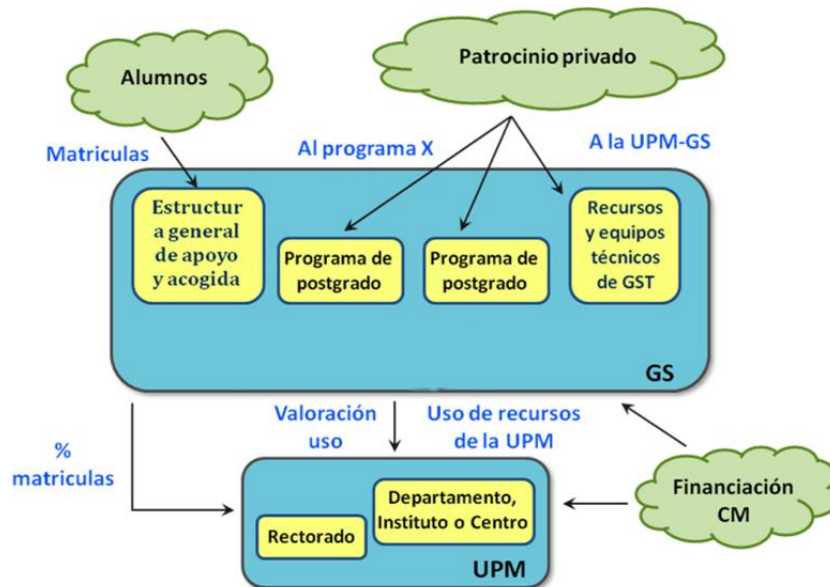 Alumnos
Patrocinio privado
Matriculas
Al programa X
A la UPM-GS
Estructur
a general
de apoyo
y acogida
Programa de
postgrado
Programa de
postgrado
Recursos
y equipos
técnicos
de GST
GS
%
matriculas
Valoración
uso
Uso de recursos
de la UPM
Financiación
CM
Rectorado
Departamento,
Instituto o Centro
UPM